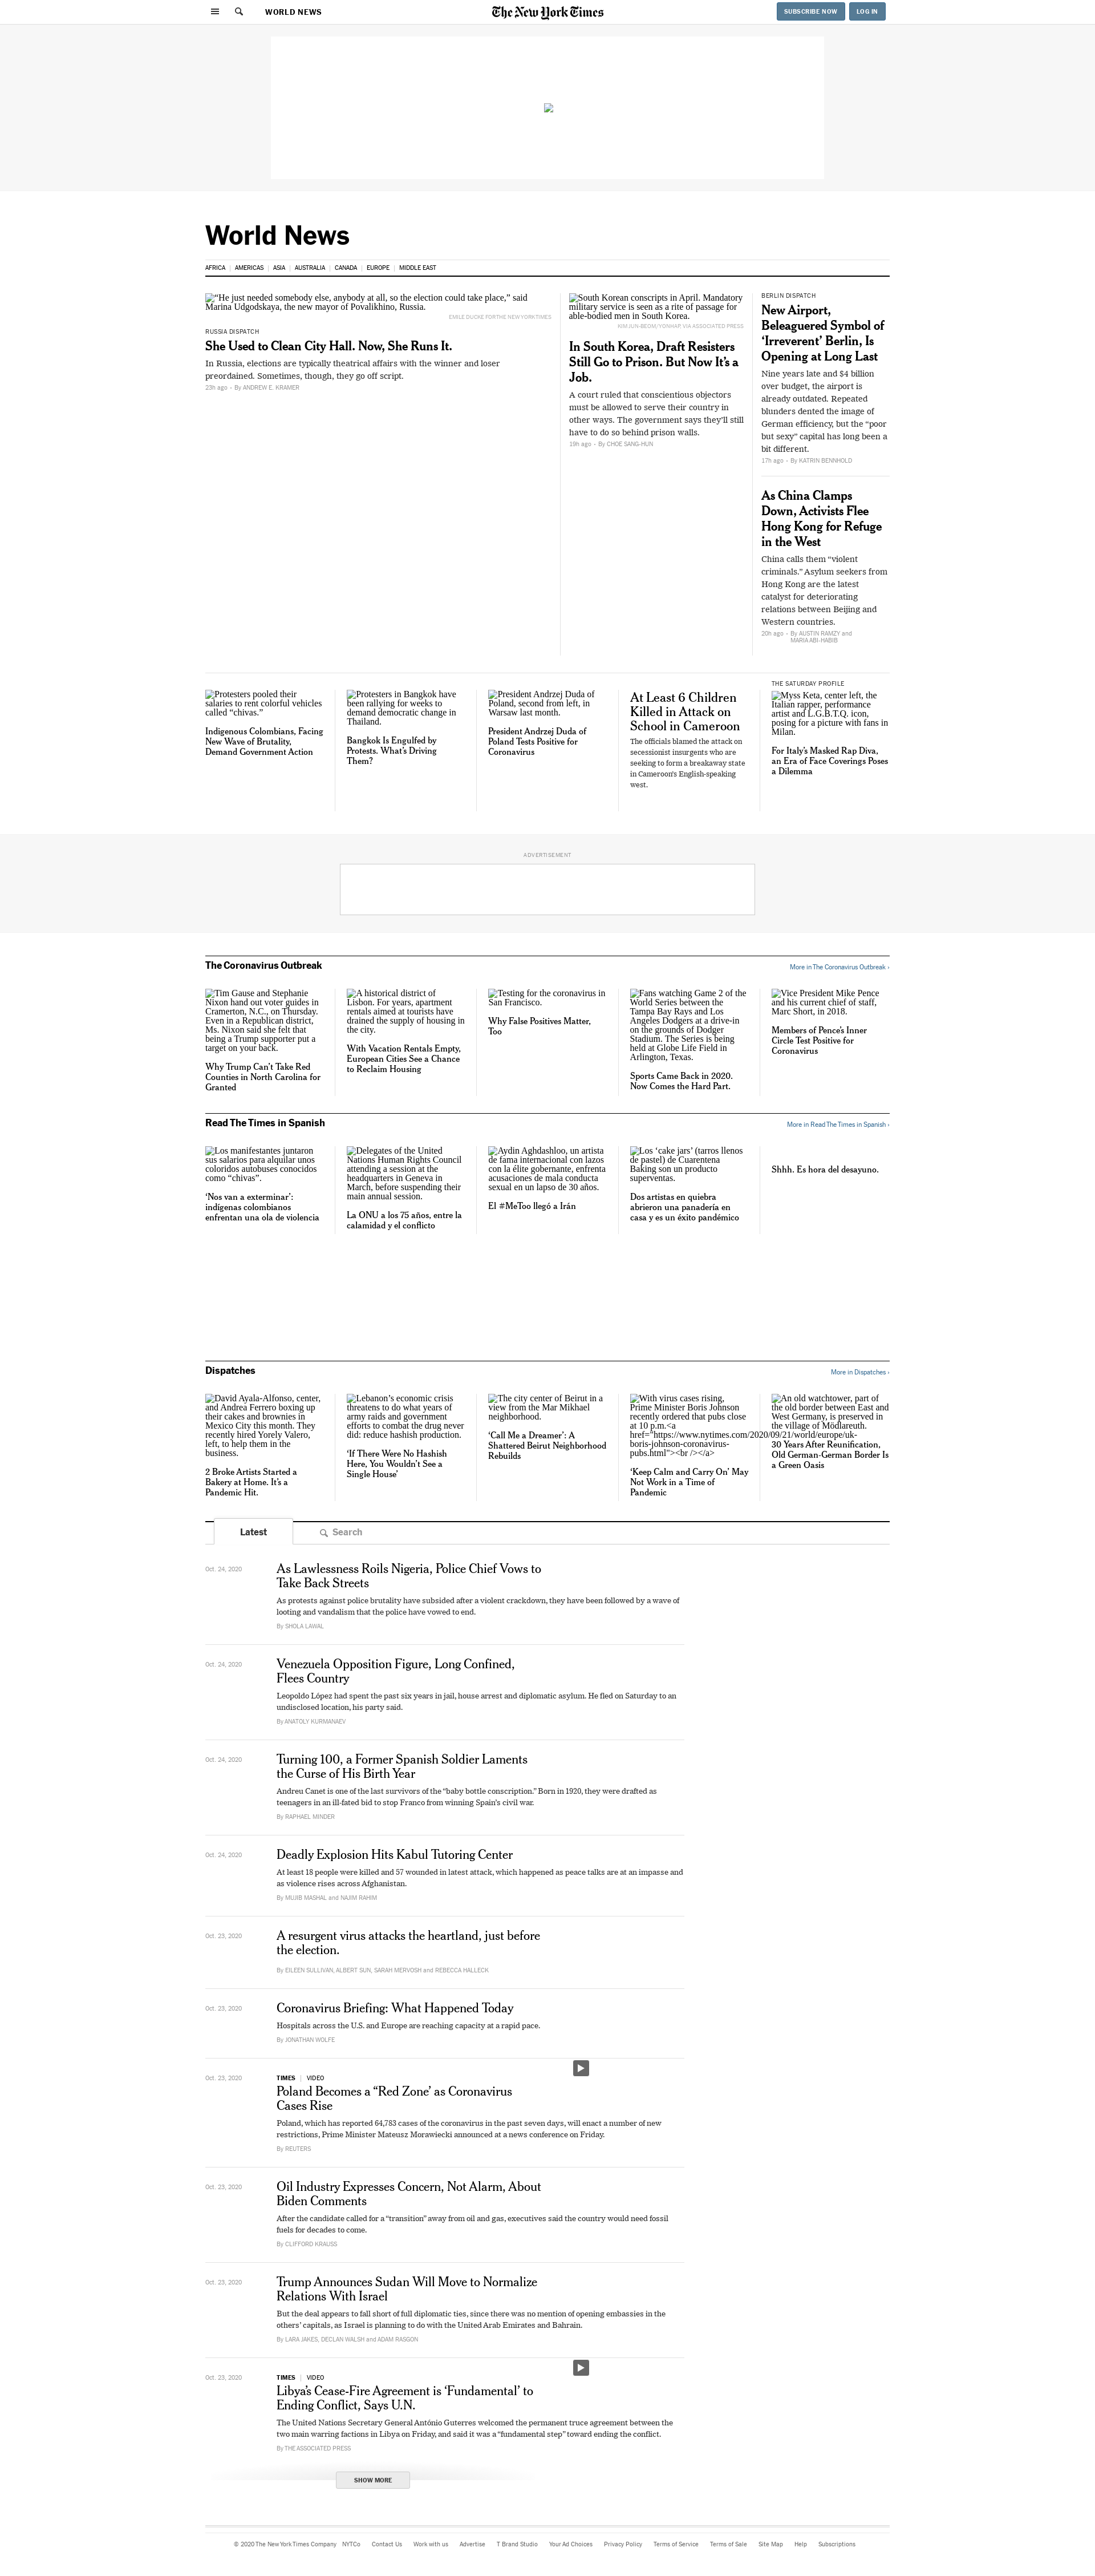 WORLD NEWS
The New York Times
SUBSCRIBE NOW
LOG IN
World News
AFRICA
AMERICAS
ASIA
AUSTRALIA
CANADA
EUROPE
MIDDLE EAST
“He just needed somebody else, anybody at all, so the election could take place,” said
Marina Udgodskaya, the new mayor of Povalikhino, Russia.
EMILE DUCKE FOR THE NEW YORK TIMES
RUSSIA DISPATCH
She Used to Clean City Hall. Now, She Runs It.
In Russia, elections are typically theatrical affairs with the winner and loser
preordained. Sometimes, though, they go off script.
23h ago - By ANDREW E. KRAMER
South Korean conscripts in April. Mandatory
military service is seen as a rite of passage for
able-bodied men in South Korea.
KIM JUN-BEOM/YONHAP, VIA ASSOCIATED PRESS
In South Korea, Draft Resisters
Still Go to Prison. But Now It’s a
Job.
A court ruled that conscientious objectors
must be allowed to serve their country in
other ways. The government says they’ll still
have to do so behind prison walls.
19h ago - By CHOE SANG-HUN
BERLIN DISPATCH
New Airport,
Beleaguered Symbol of
‘Irreverent’ Berlin, Is
Opening at Long Last
Nine years late and $4 billion
over budget, the airport is
already outdated. Repeated
blunders dented the image of
German efficiency, but the “poor
but sexy” capital has long been a
bit different.
17h ago - By KATRIN BENNHOLD
As China Clamps
Down, Activists Flee
Hong Kong for Refuge
in the West
China calls them “violent
criminals.” Asylum seekers from
Hong Kong are the latest
catalyst for deteriorating
relations between Beijing and
Western countries.
20h ago - By AUSTIN RAMZY and
MARIA ABI-HABIB
Protesters pooled their
salaries to rent colorful vehicles
called “chivas.”
Indigenous Colombians, Facing
New Wave of Brutality,
Demand Government Action
Protesters in Bangkok have
been rallying for weeks to
demand democratic change in
Thailand.
Bangkok Is Engulfed by
Protests. What’s Driving
Them?
President Andrzej Duda of
Poland, second from left, in
Warsaw last month.
President Andrzej Duda of
Poland Tests Positive for
Coronavirus
At Least 6 Children
Killed in Attack on
School in Cameroon
The officials blamed the attack on
secessionist insurgents who are
seeking to form a breakaway state
in Cameroon’s English-speaking
west.
THE SATURDAY PROFILE
Myss Keta, center left, the
Italian rapper, performance
artist and L.G.B.T.Q. icon,
posing for a picture with fans in
Milan.
For Italy’s Masked Rap Diva,
an Era of Face Coverings Poses
a Dilemma
ADVERTISEMENT
The Coronavirus Outbreak
More in The Coronavirus Outbreak ›
Tim Gause and Stephanie
Nixon hand out voter guides in
Cramerton, N.C., on Thursday.
Even in a Republican district,
Ms. Nixon said she felt that
being a Trump supporter put a
target on your back.
Why Trump Can’t Take Red
Counties in North Carolina for
Granted
A historical district of
Lisbon. For years, apartment
rentals aimed at tourists have
drained the supply of housing in
the city.
With Vacation Rentals Empty,
European Cities See a Chance
to Reclaim Housing
Testing for the coronavirus in
San Francisco.
Why False Positives Matter,
Too
Fans watching Game 2 of the
World Series between the
Tampa Bay Rays and Los
Angeles Dodgers at a drive-in
on the grounds of Dodger
Stadium. The Series is being
held at Globe Life Field in
Arlington, Texas.
Sports Came Back in 2020.
Now Comes the Hard Part.
Vice President Mike Pence
and his current chief of staff,
Marc Short, in 2018.
Members of Pence’s Inner
Circle Test Positive for
Coronavirus
Read The Times in Spanish
More in Read The Times in Spanish ›
Los manifestantes juntaron
sus salarios para alquilar unos
coloridos autobuses conocidos
como “chivas”.
‘Nos van a exterminar’:
indígenas colombianos
enfrentan una ola de violencia
Delegates of the United
Nations Human Rights Council
attending a session at the
headquarters in Geneva in
March, before suspending their
main annual session.
La ONU a los 75 años, entre la
calamidad y el conflicto
Aydin Aghdashlou, un artista
de fama internacional con lazos
con la élite gobernante, enfrenta
acusaciones de mala conducta
sexual en un lapso de 30 años.
El #MeToo llegó a Irán
Los ‘cake jars’ (tarros llenos
de pastel) de Cuarentena
Baking son un producto
superventas.
Dos artistas en quiebra
abrieron una panadería en
casa y es un éxito pandémico
Shhh. Es hora del desayuno.
Dispatches
More in Dispatches ›
David Ayala-Alfonso, center,
and Andrea Ferrero boxing up
their cakes and brownies in
Mexico City this month. They
recently hired Yorely Valero,
left, to help them in the
business.
2 Broke Artists Started a
Bakery at Home. It’s a
Pandemic Hit.
Lebanon’s economic crisis
threatens to do what years of
army raids and government
efforts to combat the drug never
did: reduce hashish production.
‘If There Were No Hashish
Here, You Wouldn’t See a
Single House’
The city center of Beirut in a
view from the Mar Mikhael
neighborhood.
‘Call Me a Dreamer’: A
Shattered Beirut Neighborhood
Rebuilds
With virus cases rising,
Prime Minister Boris Johnson
recently ordered that pubs close
at 10 p.m.<a
href="https://www.nytimes.com/2020/09/21/world/europe/uk-
boris-johnson-coronavirus-
pubs.html"><br /></a>
‘Keep Calm and Carry On’ May
Not Work in a Time of
Pandemic
An old watchtower, part of
the old border between East and
West Germany, is preserved in
the village of Mödlareuth.
30 Years After Reunification,
Old German-German Border Is
a Green Oasis
Latest
Search
Oct. 24, 2020
As Lawlessness Roils Nigeria, Police Chief Vows to
Take Back Streets
As protests against police brutality have subsided after a violent crackdown, they have been followed by a wave of
looting and vandalism that the police have vowed to end.
By SHOLA LAWAL
Oct. 24, 2020
Venezuela Opposition Figure, Long Confined,
Flees Country
Leopoldo López had spent the past six years in jail, house arrest and diplomatic asylum. He fled on Saturday to an
undisclosed location, his party said.
By ANATOLY KURMANAEV
Oct. 24, 2020
Turning 100, a Former Spanish Soldier Laments
the Curse of His Birth Year
Andreu Canet is one of the last survivors of the “baby bottle conscription.” Born in 1920, they were drafted as
teenagers in an ill-fated bid to stop Franco from winning Spain’s civil war.
By RAPHAEL MINDER
Oct. 24, 2020
Deadly Explosion Hits Kabul Tutoring Center
At least 18 people were killed and 57 wounded in latest attack, which happened as peace talks are at an impasse and
as violence rises across Afghanistan.
By MUJIB MASHAL and NAJIM RAHIM
Oct. 23, 2020
A resurgent virus attacks the heartland, just before
the election.
By EILEEN SULLIVAN, ALBERT SUN, SARAH MERVOSH and REBECCA HALLECK
Oct. 23, 2020
Coronavirus Briefing: What Happened Today
Hospitals across the U.S. and Europe are reaching capacity at a rapid pace.
By JONATHAN WOLFE
Oct. 23, 2020
TIMES | VIDEO
Poland Becomes a “Red Zone’ as Coronavirus
Cases Rise
Poland, which has reported 64,783 cases of the coronavirus in the past seven days, will enact a number of new
restrictions, Prime Minister Mateusz Morawiecki announced at a news conference on Friday.
By REUTERS
Oct. 23, 2020
Oil Industry Expresses Concern, Not Alarm, About
Biden Comments
After the candidate called for a “transition” away from oil and gas, executives said the country would need fossil
fuels for decades to come.
By CLIFFORD KRAUSS
Oct. 23, 2020
Trump Announces Sudan Will Move to Normalize
Relations With Israel
But the deal appears to fall short of full diplomatic ties, since there was no mention of opening embassies in the
others’ capitals, as Israel is planning to do with the United Arab Emirates and Bahrain.
By LARA JAKES, DECLAN WALSH and ADAM RASGON
Oct. 23, 2020
TIMES | VIDEO
Libya’s Cease-Fire Agreement is ‘Fundamental’ to
Ending Conflict, Says U.N.
The United Nations Secretary General António Guterres welcomed the permanent truce agreement between the
two main warring factions in Libya on Friday, and said it was a “fundamental step” toward ending the conflict.
By THE ASSOCIATED PRESS
SHOW MORE
© 2020 The New York Times Company
NYTCo
Contact Us
Work with us
Advertise
T Brand Studio
Your Ad Choices
Privacy Policy
Terms of Service
Terms of Sale
Site Map
Help
Subscriptions